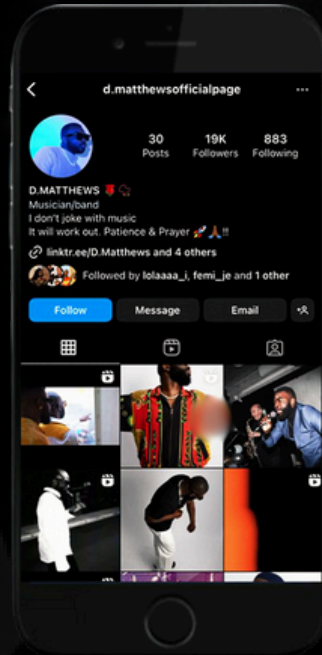 d.matthewsofficialpage
30 19K 883
Posts Followers Following
D.MATTHEWS
Musician/band
I don't joke with music
It will work out. Patience & Prayer 🚀🙏🏾!!
linktr.ee/D.Matthews and 4 others
Followed by lolaaaa_i, femi_je and 1 other
Follow Message Email